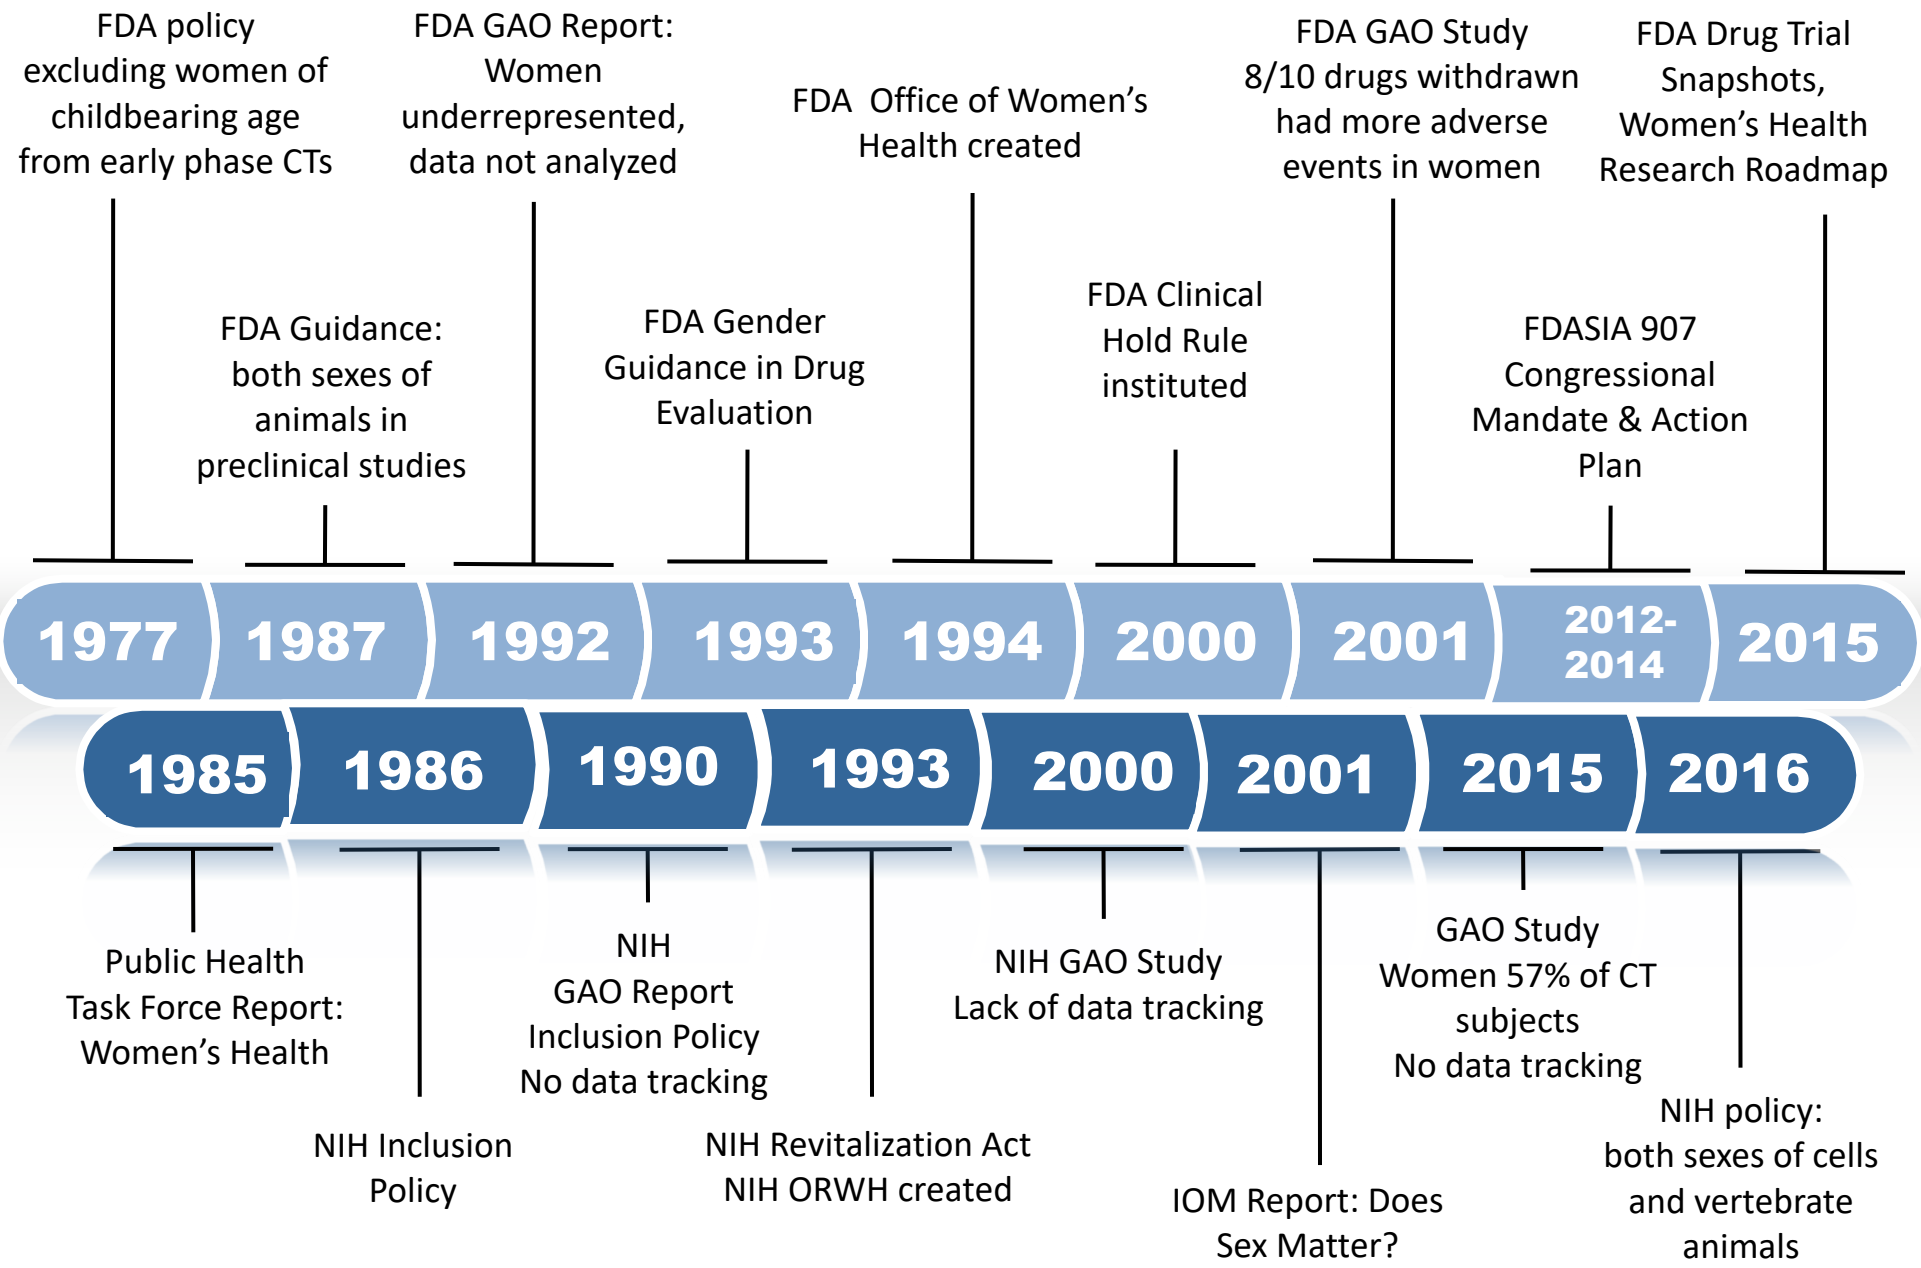 FDA policy
excluding women of
childbearing age
from early phase CTs
FDA GAO Report:
Women
underrepresented,
data not analyzed
FDA Office of Women's
Health created
FDA GAO Study
8/10 drugs withdrawn
had more adverse
events in women
FDA Drug Trial
Snapshots,
Women's Health
Research Roadmap
FDA Guidance:
both sexes of
animals in
preclinical studies
FDA Gender
Guidance in Drug
Evaluation
FDA Clinical
Hold Rule
instituted
FDASIA 907
Congressional
Mandate & Action
Plan
1977
1987
1992
1993
1994
2000
2001
2012-
2014
2015
1985
1986
1990
1993
2000
2001
2015
2016
Public Health
Task Force Report:
Women's Health
NIH Inclusion
Policy
NIH
GAO Report
Inclusion Policy
No data tracking
NIH Revitalization Act
NIH ORWH created
NIH GAO Study
Lack of data tracking
IOM Report: Does
Sex Matter?
GAO Study
Women 57% of CT
subjects
No data tracking
NIH policy:
both sexes of cells
and vertebrate
animals